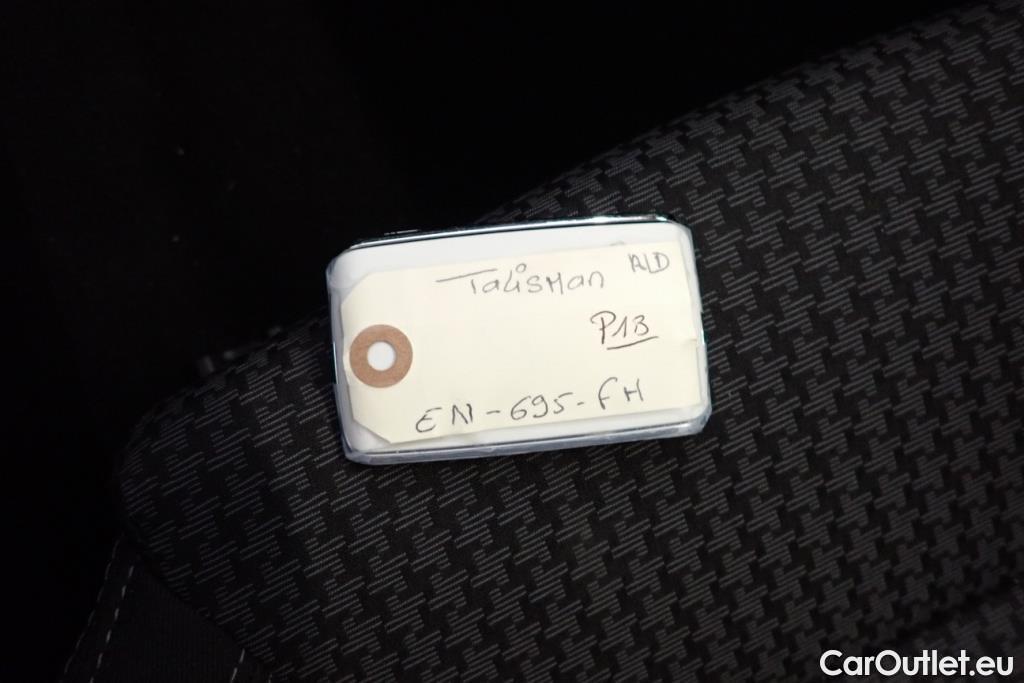 Talisman ALD
P13
EN-695-FH
CarOutlet.eu